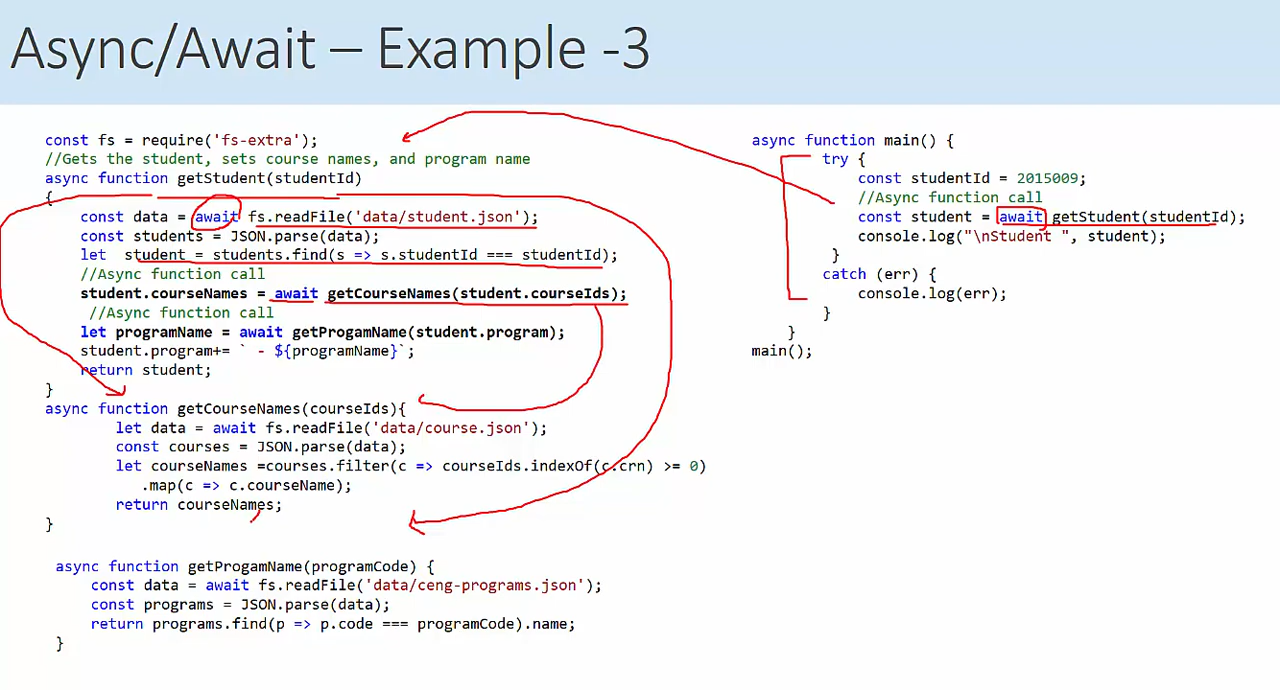 Async/Await – Example -3
const fs = require('fs-extra');
//Gets the student, sets course names, and program name
async function getStudent(studentId)
{
const data = await fs.readFile('data/student.json');
const students = JSON.parse(data);
let  student = students.find(s => s.studentId === studentId);
//Async function call
student.courseNames = await getCourseNames(student.courseIds);
//Async function call
let programName = await getProgamName(student.program);
student.program+= ` - ${programName}`;
return student;
}
async function getCourseNames(courseIds){
let data = await fs.readFile('data/course.json');
const courses = JSON.parse(data);
let courseNames =courses.filter(c => courseIds.indexOf(c.crn) >= 0)
.map(c => c.courseName);
return courseNames;
}
async function getProgamName(programCode) {
const data = await fs.readFile('data/ceng-programs.json');
const programs = JSON.parse(data);
return programs.find(p => p.code === programCode).name;
}
async function main() {
try {
const studentId = 2015009;
//Async function call
const student = await getStudent(studentId);
console.log("\nStudent ", student);
}
catch (err) {
console.log(err);
}
}
main();